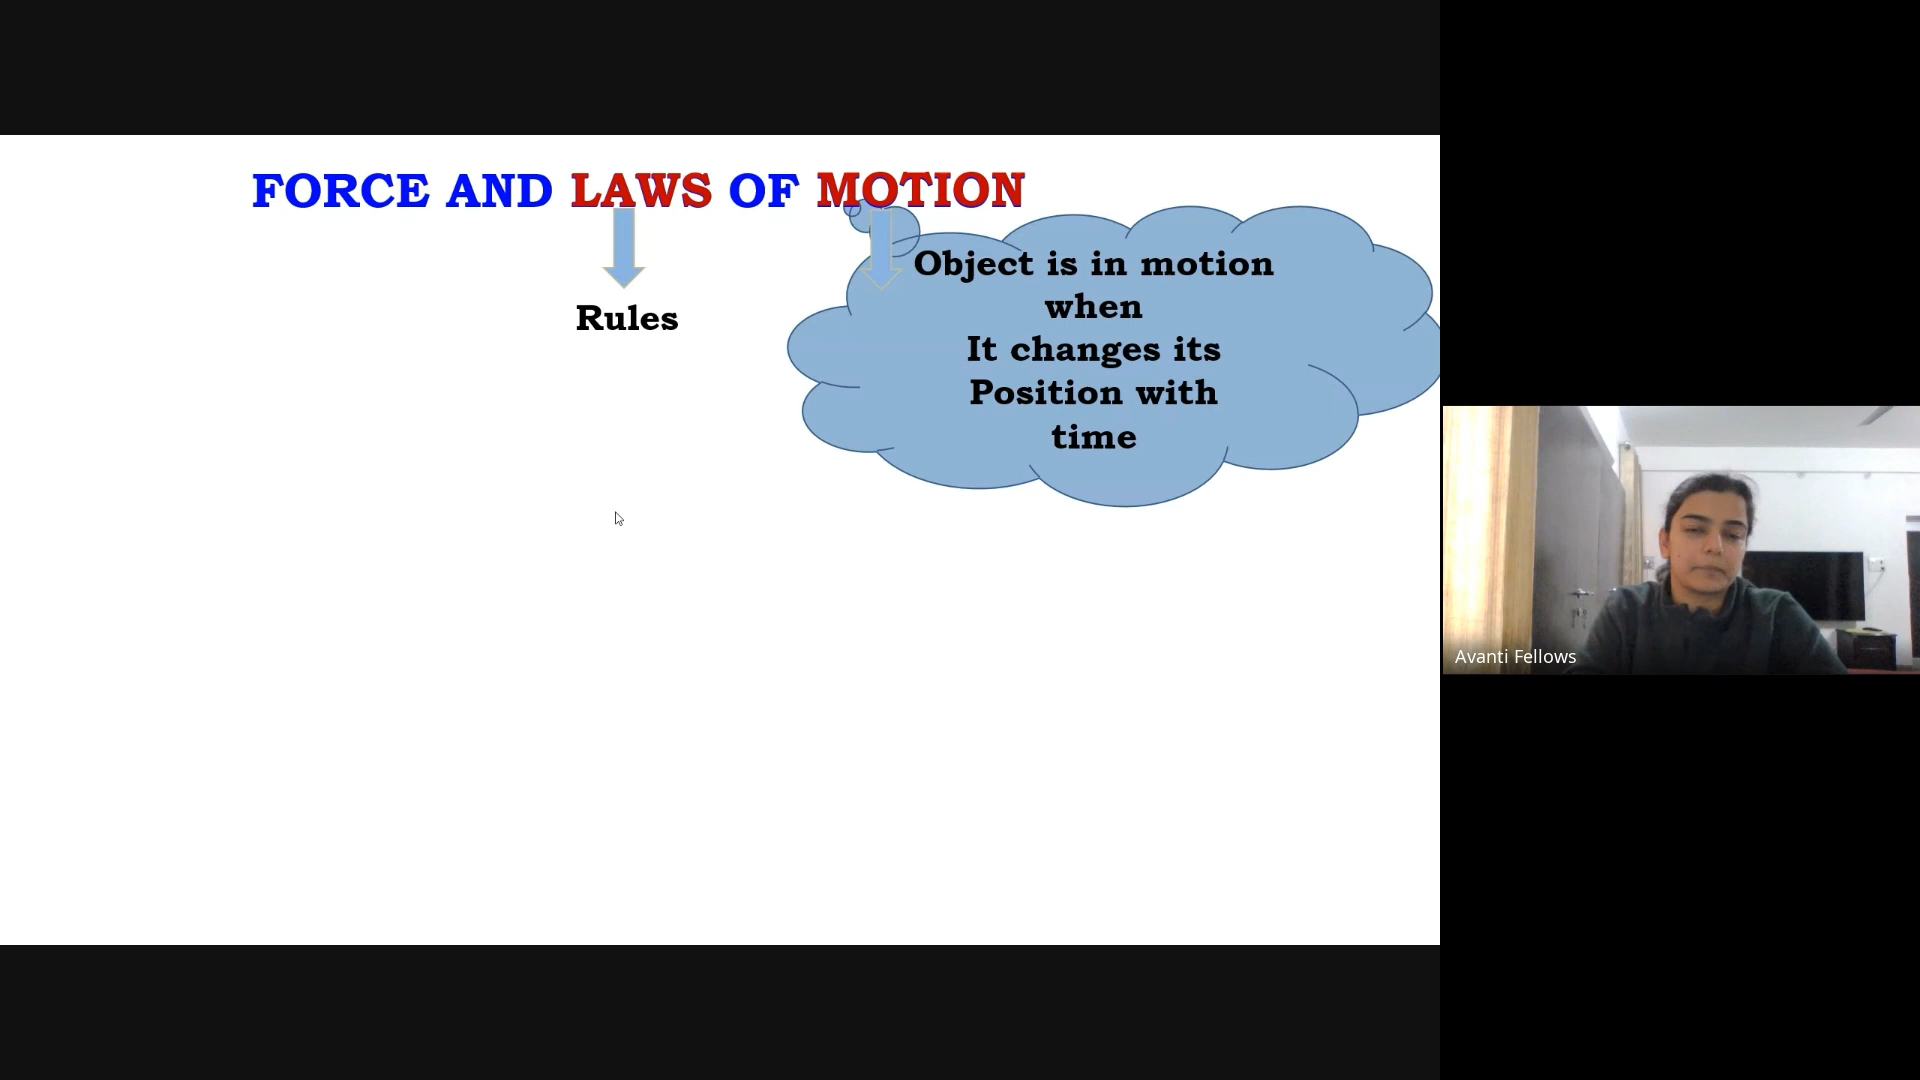 FORCE AND LAWS OF MOTION
Rules
Object is in motion
when
It changes its
Position with
time
Avanti Fellows